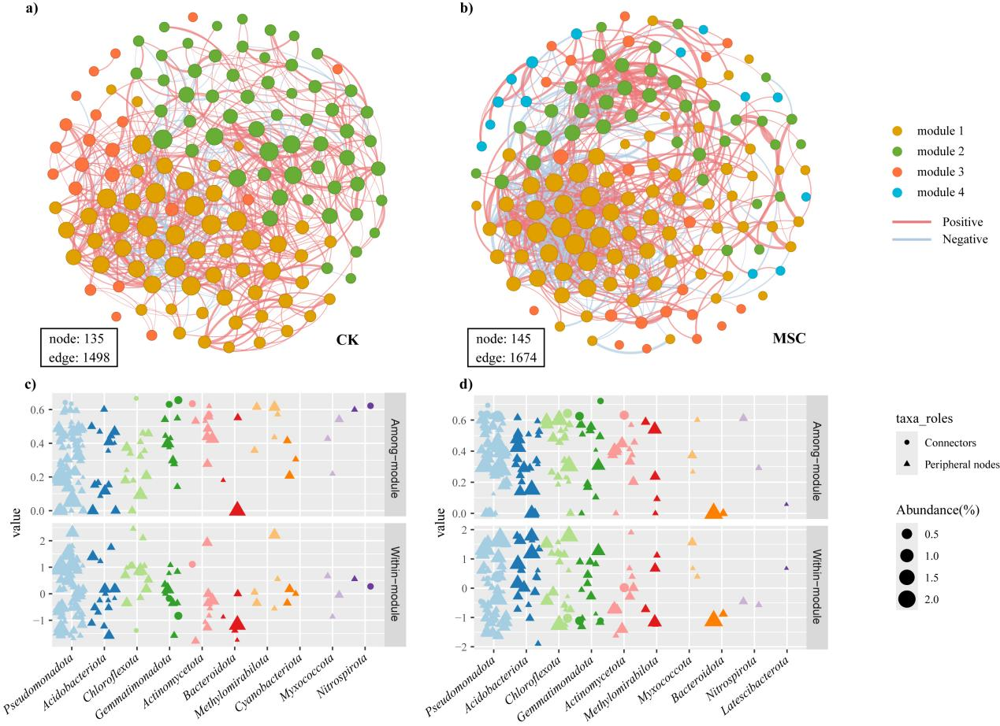 a)
node: 135
edge: 1498
CK
b)
node: 145
edge: 1674
MSC
module 1
module 2
module 3
module 4
Positive
Negative
c)
value
0.6
0.4
0.2
0.0
Among-module
2
1
0
−1
Within-module
Pseudomonadota
Acidobacteriota
Chloroflexota
Gemmatimonadota
Actinomycetota
Bacteroidota
Methylomirabilota
Cyanobacteriota
Myxococcota
Nitrospirota
d)
value
0.6
0.4
0.2
0.0
Among-module
2
1
0
−1
−2
Within-module
Pseudomonadota
Acidobacteriota
Chloroflexota
Gemmatimonadota
Actinomycetota
Methylomirabilota
Myxococcota
Bacteroidota
Nitrospirota
Latescibacterota
taxa_roles
Connectors
Peripheral nodes
Abundance(%)
0.5
1.0
1.5
2.0